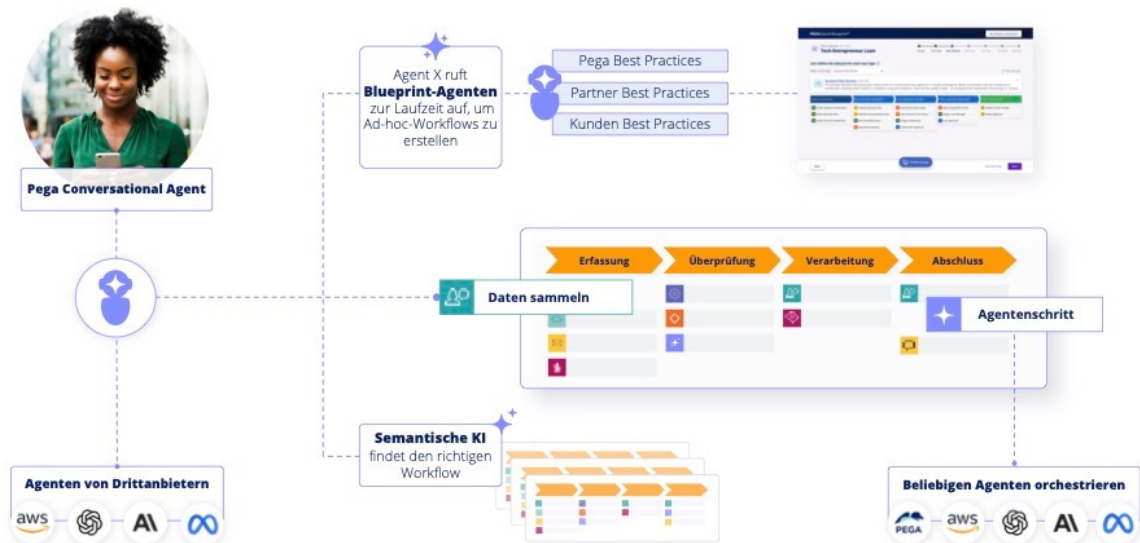 Pega Conversational Agent
Agent X ruft
Blueprint-Agenten
zur Laufzeit auf, um
Ad-hoc-Workflows zu
erstellen
Pega Best Practices
Partner Best Practices
Kunden Best Practices
Erfassung
Überprüfung
Verarbeitung
Abschluss
Daten sammeln
Agentenschritt
Semantische KI
findet den richtigen
Workflow
Agenten von Drittanbietern
aws
Beliebigen Agenten orchestrieren
PEGA
aws